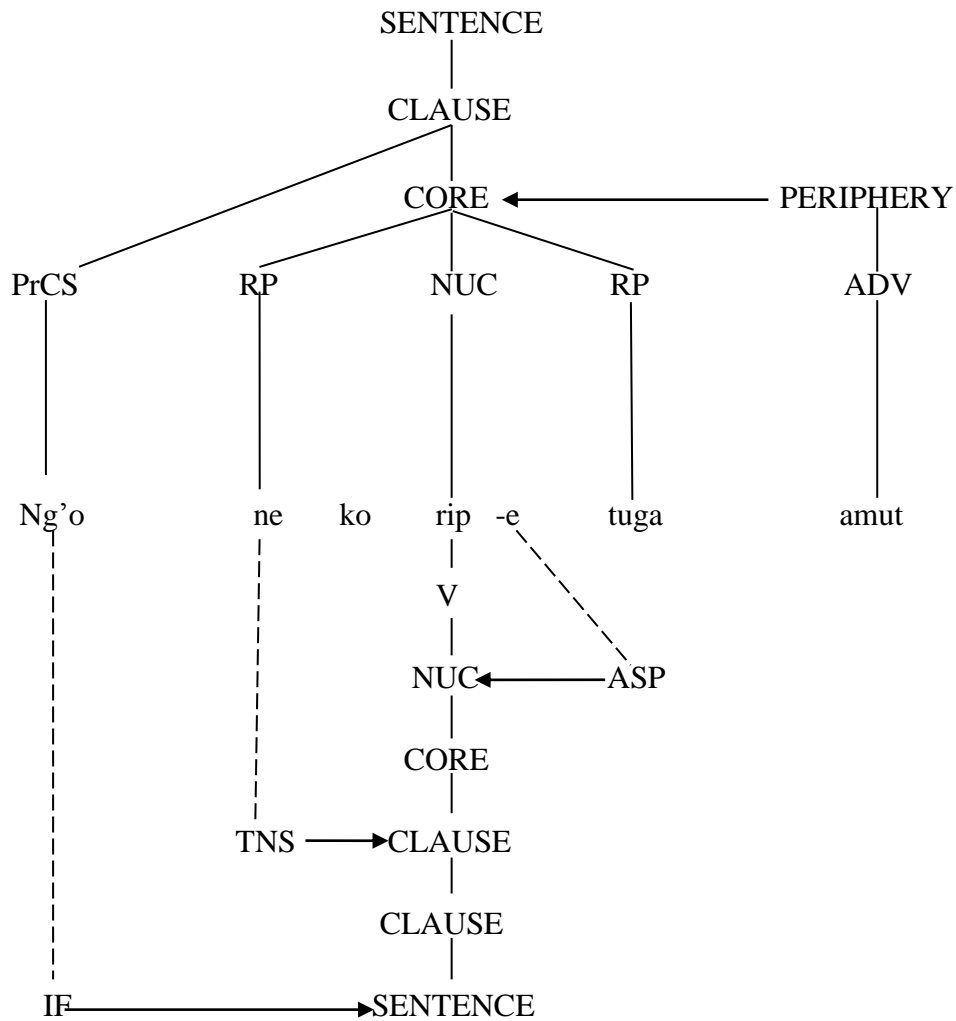 SENTENCE
CLAUSE
CORE PERIPHERY
PrCS RP NUC RP ADV
Ng’o ne ko rip -e tuga amut
V
NUC ASP
CORE
TNS CLAUSE
CLAUSE
IF SENTENCE